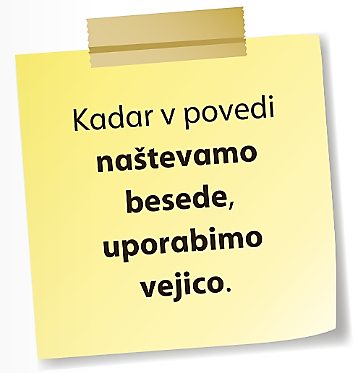 Kadar v povedi
naštevamo
besede,
uporabimo
vejico.